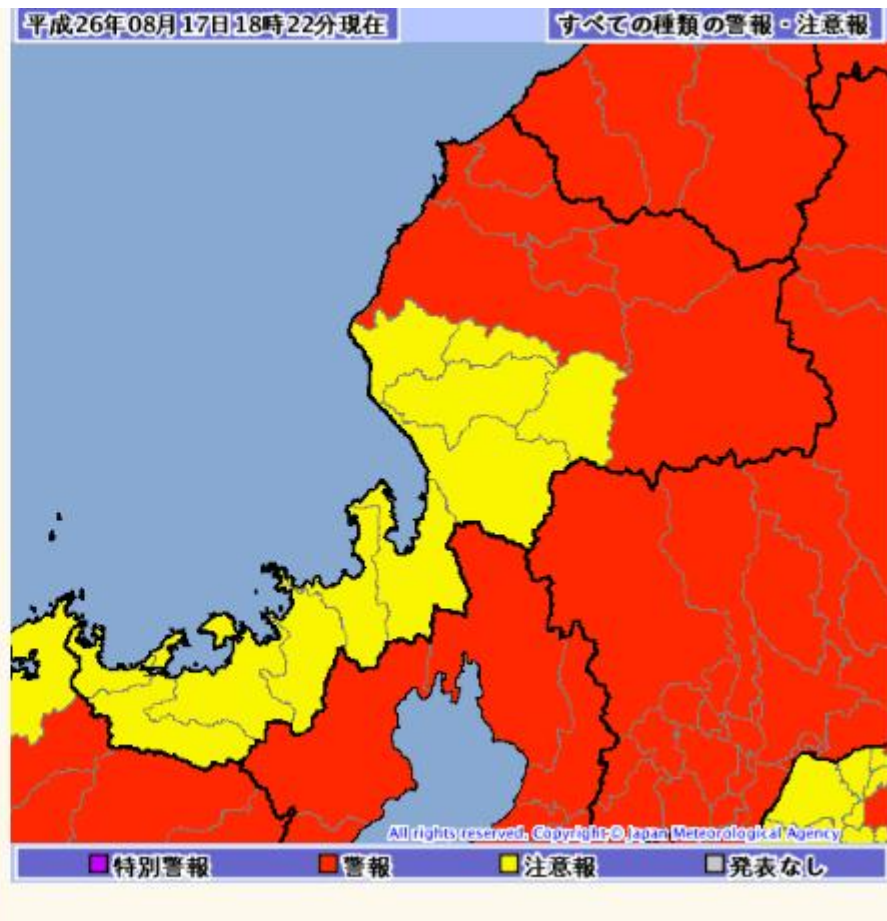 平成26年08月17日18時22分現在
すべての種類の警報・注意報
All rights reserved. Copyright © Japan Meteorological Agency
特別警報
警報
注意報
発表なし